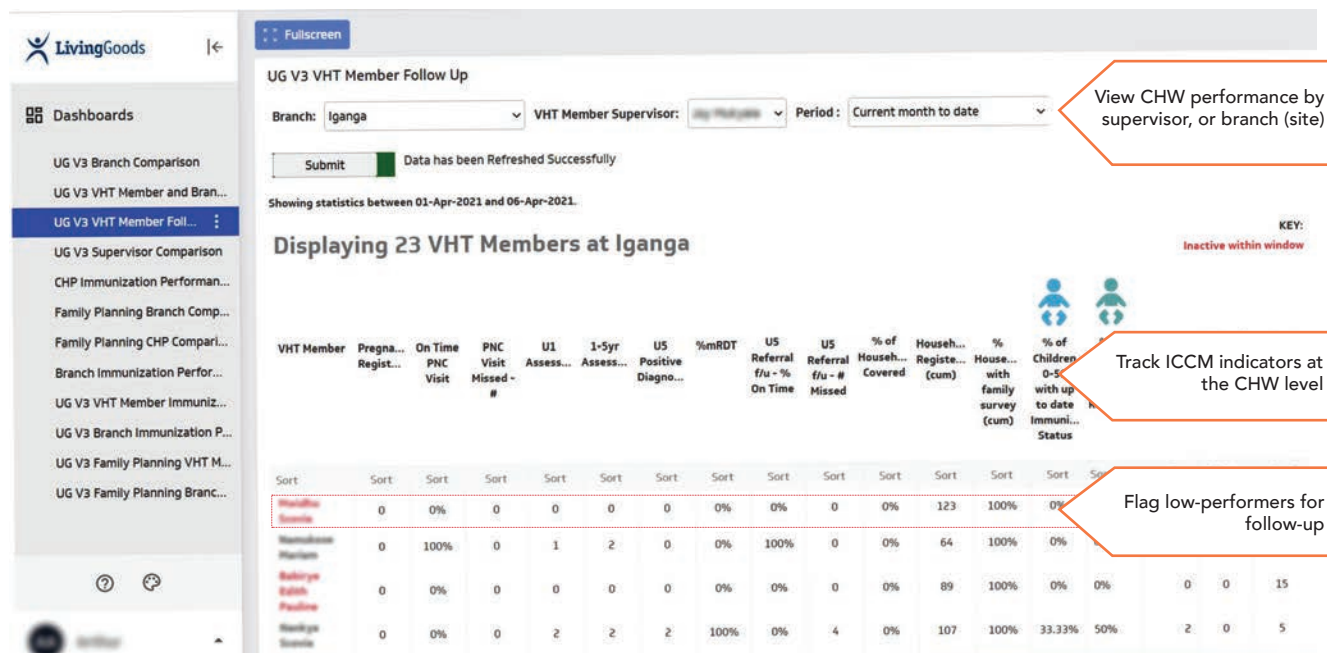 LivingGoods
Dashboards
UG V3 Branch Comparison
UG V3 VHT Member and Bran...
UG V3 VHT Member Foll...
UG V3 Supervisor Comparison
CHP Immunization Performan...
Family Planning Branch Comp...
Family Planning CHP Compari...
Branch Immunization Perfor...
UG V3 VHT Member Immuniz...
UG V3 Branch Immunization P...
UG V3 Family Planning VHT M...
UG V3 Family Planning Branc...
Fullscreen
UG V3 VHT Member Follow Up
Branch: Iganga VHT Member Supervisor: Period : Current month to date
Submit Data has been Refreshed Successfully
Showing statistics between 01-Apr-2021 and 06-Apr-2021.
KEY:
Displaying 23 VHT Members at Iganga
Inactive within window
View CHW performance by
supervisor, or branch (site)
VHT Member Pregna... On Time PNC U1 1-5yr U5 %mRDT U5 U5 % of Househ... % % of
Regist... PNC Visit Assess... Assess... Positive Referral Referral Househ... Registe... House... Children
Visit Missed - Diagno... f/u - % f/u - # Covered (cum) with 0-5
# On Time Missed family with up
survey to date
(cum) Immuni...
Status
Track ICCM indicators at
the CHW level
Sort Sort Sort Sort Sort Sort Sort Sort Sort Sort Sort Sort Sort Sort
0 0% 0 0 0 0 0% 0% 0 0% 123 100% 0%
Flag low-performers for
follow-up
0 100% 0 1 2 0 0% 100% 0 0% 64 100% 0%
0 0% 0 0 0 0 0% 0% 0 0% 89 100% 0% 0% 0 0 15
0 0% 0 2 2 2 100% 0% 4 0% 107 100% 33.33% 50% 2 0 5